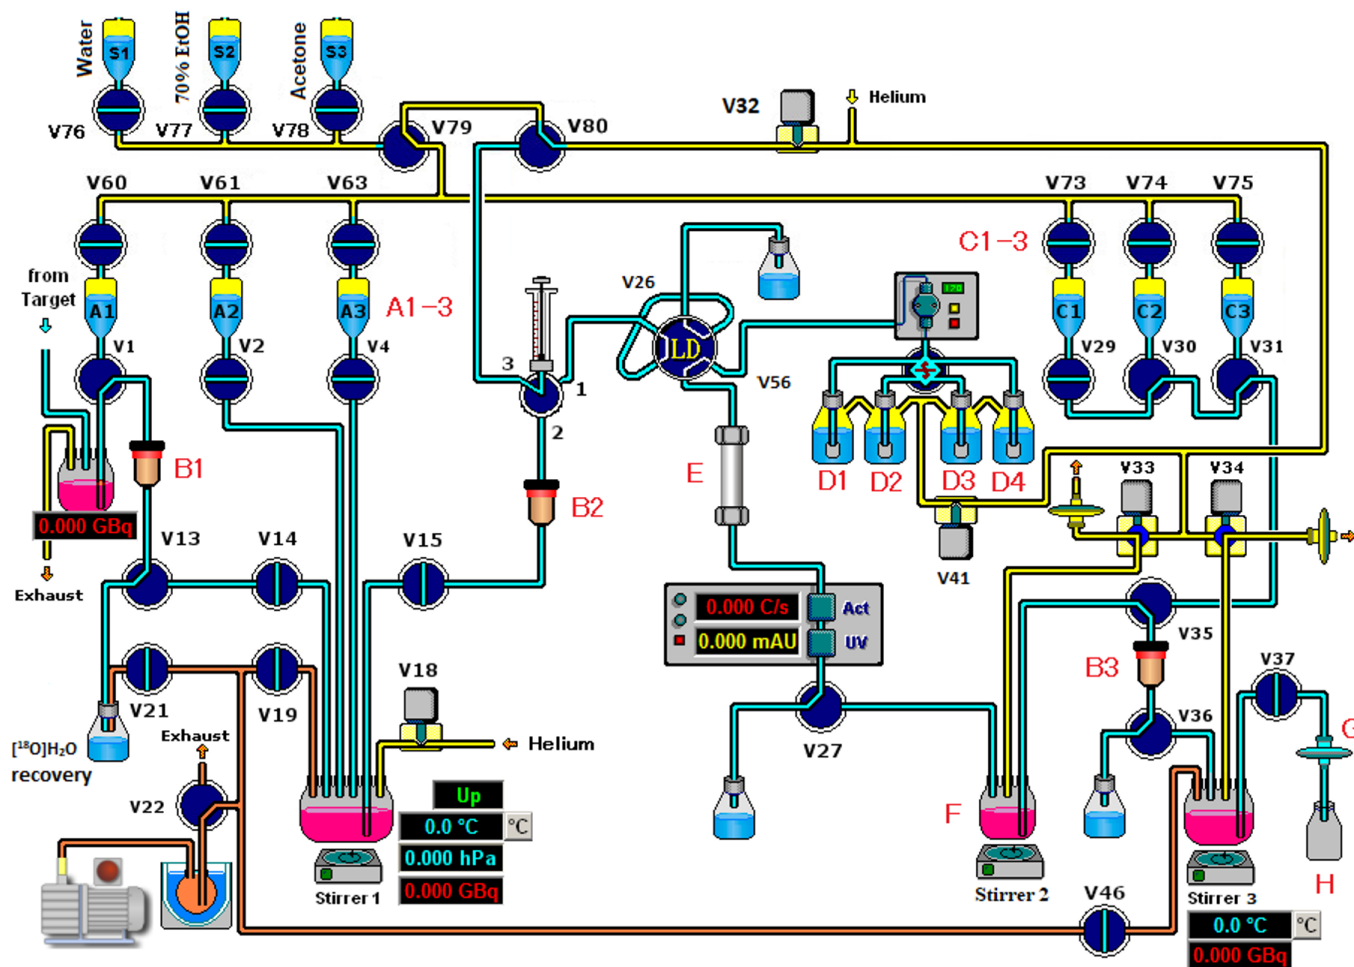 Water
S1
70% EtOH
S2
Acetone
S3
V76
V77
V78
V79
V80
V32
Helium
V60
V61
V63
V73
V74
V75
C1-3
from
Target
A1
A2
A3
A1-3
V26
170
C1
C2
C3
V1
V2
V4
LD
V29
V30
V31
3
1
2
V56
B1
0.000 GBq
Exhaust
B2
E
D1
D2
D3
D4
V33
V34
V41
V13
V14
V15
0.000 C/s
Act
0.000 mAU
UV
V35
B3
V37
V21
V19
V18
V27
V36
G
[¹⁸O]H₂O
recovery
Exhaust
Helium
V22
Up
0.0 °C
°C
0.000 hPa
0.000 GBq
Stirrer 1
F
Stirrer 2
H
V46
Stirrer 3
0.0 °C
°C
0.000 GBq